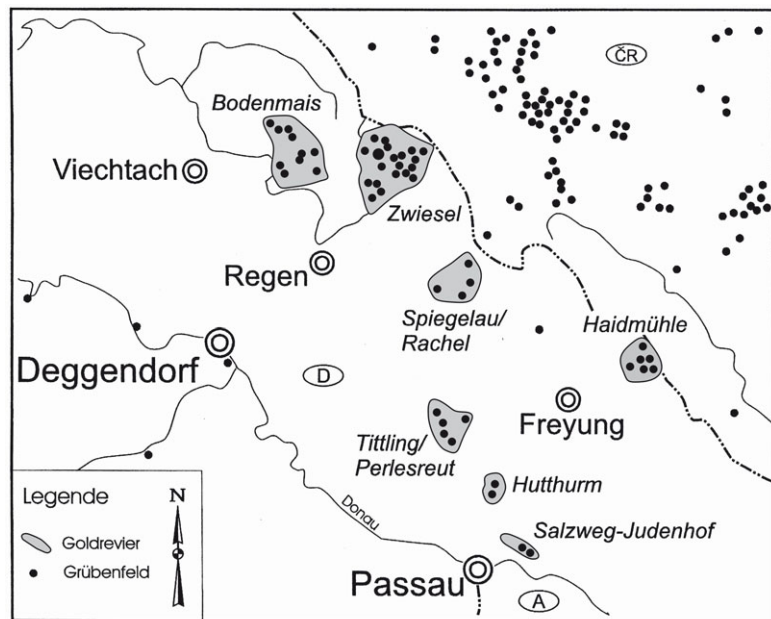 ČR
Bodenmais
Viechtach
Zwiesel
Regen
Spiegelau/
Rachel
Haidmühle
Deggendorf
D
Freyung
Tittling/
Perlesreut
Hutthurm
Donau
Salzweg-Judenhof
Passau
A
Legende
N
Goldrevier
Grübenfeld